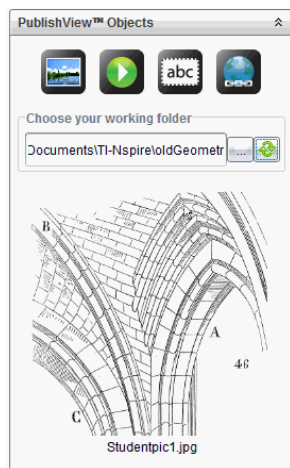 PublishView™ Objects
abc
Choose your working folder
Documents\TI-Nspire\oldGeometr
...
B
A
46
C
Studentpic1.jpg